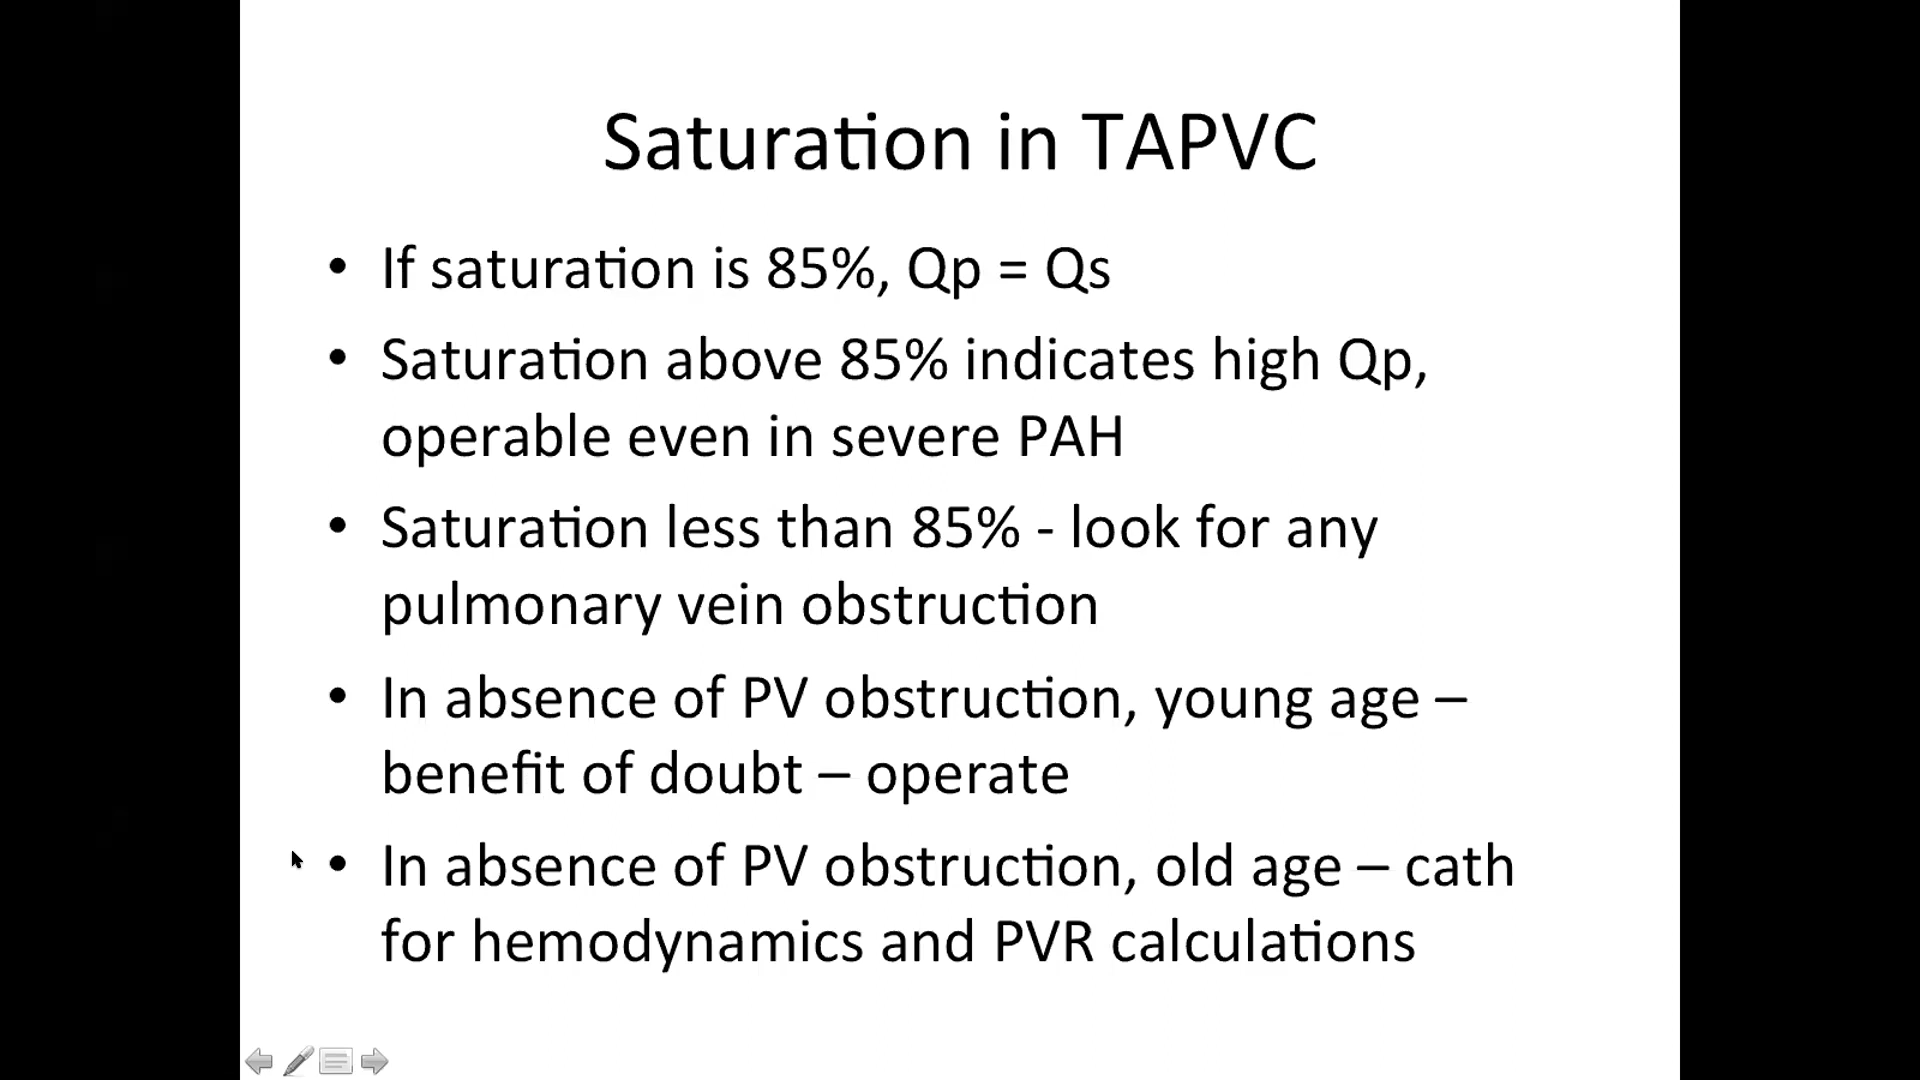 Saturation in TAPVC
• If saturation is 85%, Qp = Qs
• Saturation above 85% indicates high Qp,
operable even in severe PAH
• Saturation less than 85% - look for any
pulmonary vein obstruction
• In absence of PV obstruction, young age –
benefit of doubt – operate
• In absence of PV obstruction, old age – cath
for hemodynamics and PVR calculations